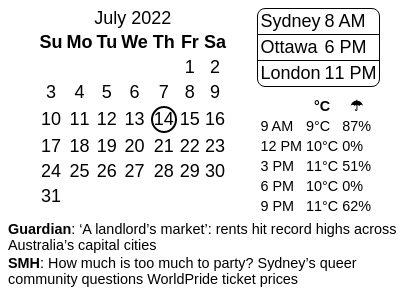 July 2022
Su Mo Tu We Th Fr Sa
1 2
3 4 5 6 7 8 9
10 11 12 13 14 15 16
17 18 19 20 21 22 23
24 25 26 27 28 29 30
31
Sydney 8 AM
Ottawa 6 PM
London 11 PM
°C ☂
9 AM 9°C 87%
12 PM 10°C 0%
3 PM 11°C 51%
6 PM 10°C 0%
9 PM 11°C 62%
Guardian: ‘A landlord’s market’: rents hit record highs across
Australia’s capital cities
SMH: How much is too much to party? Sydney’s queer
community questions WorldPride ticket prices